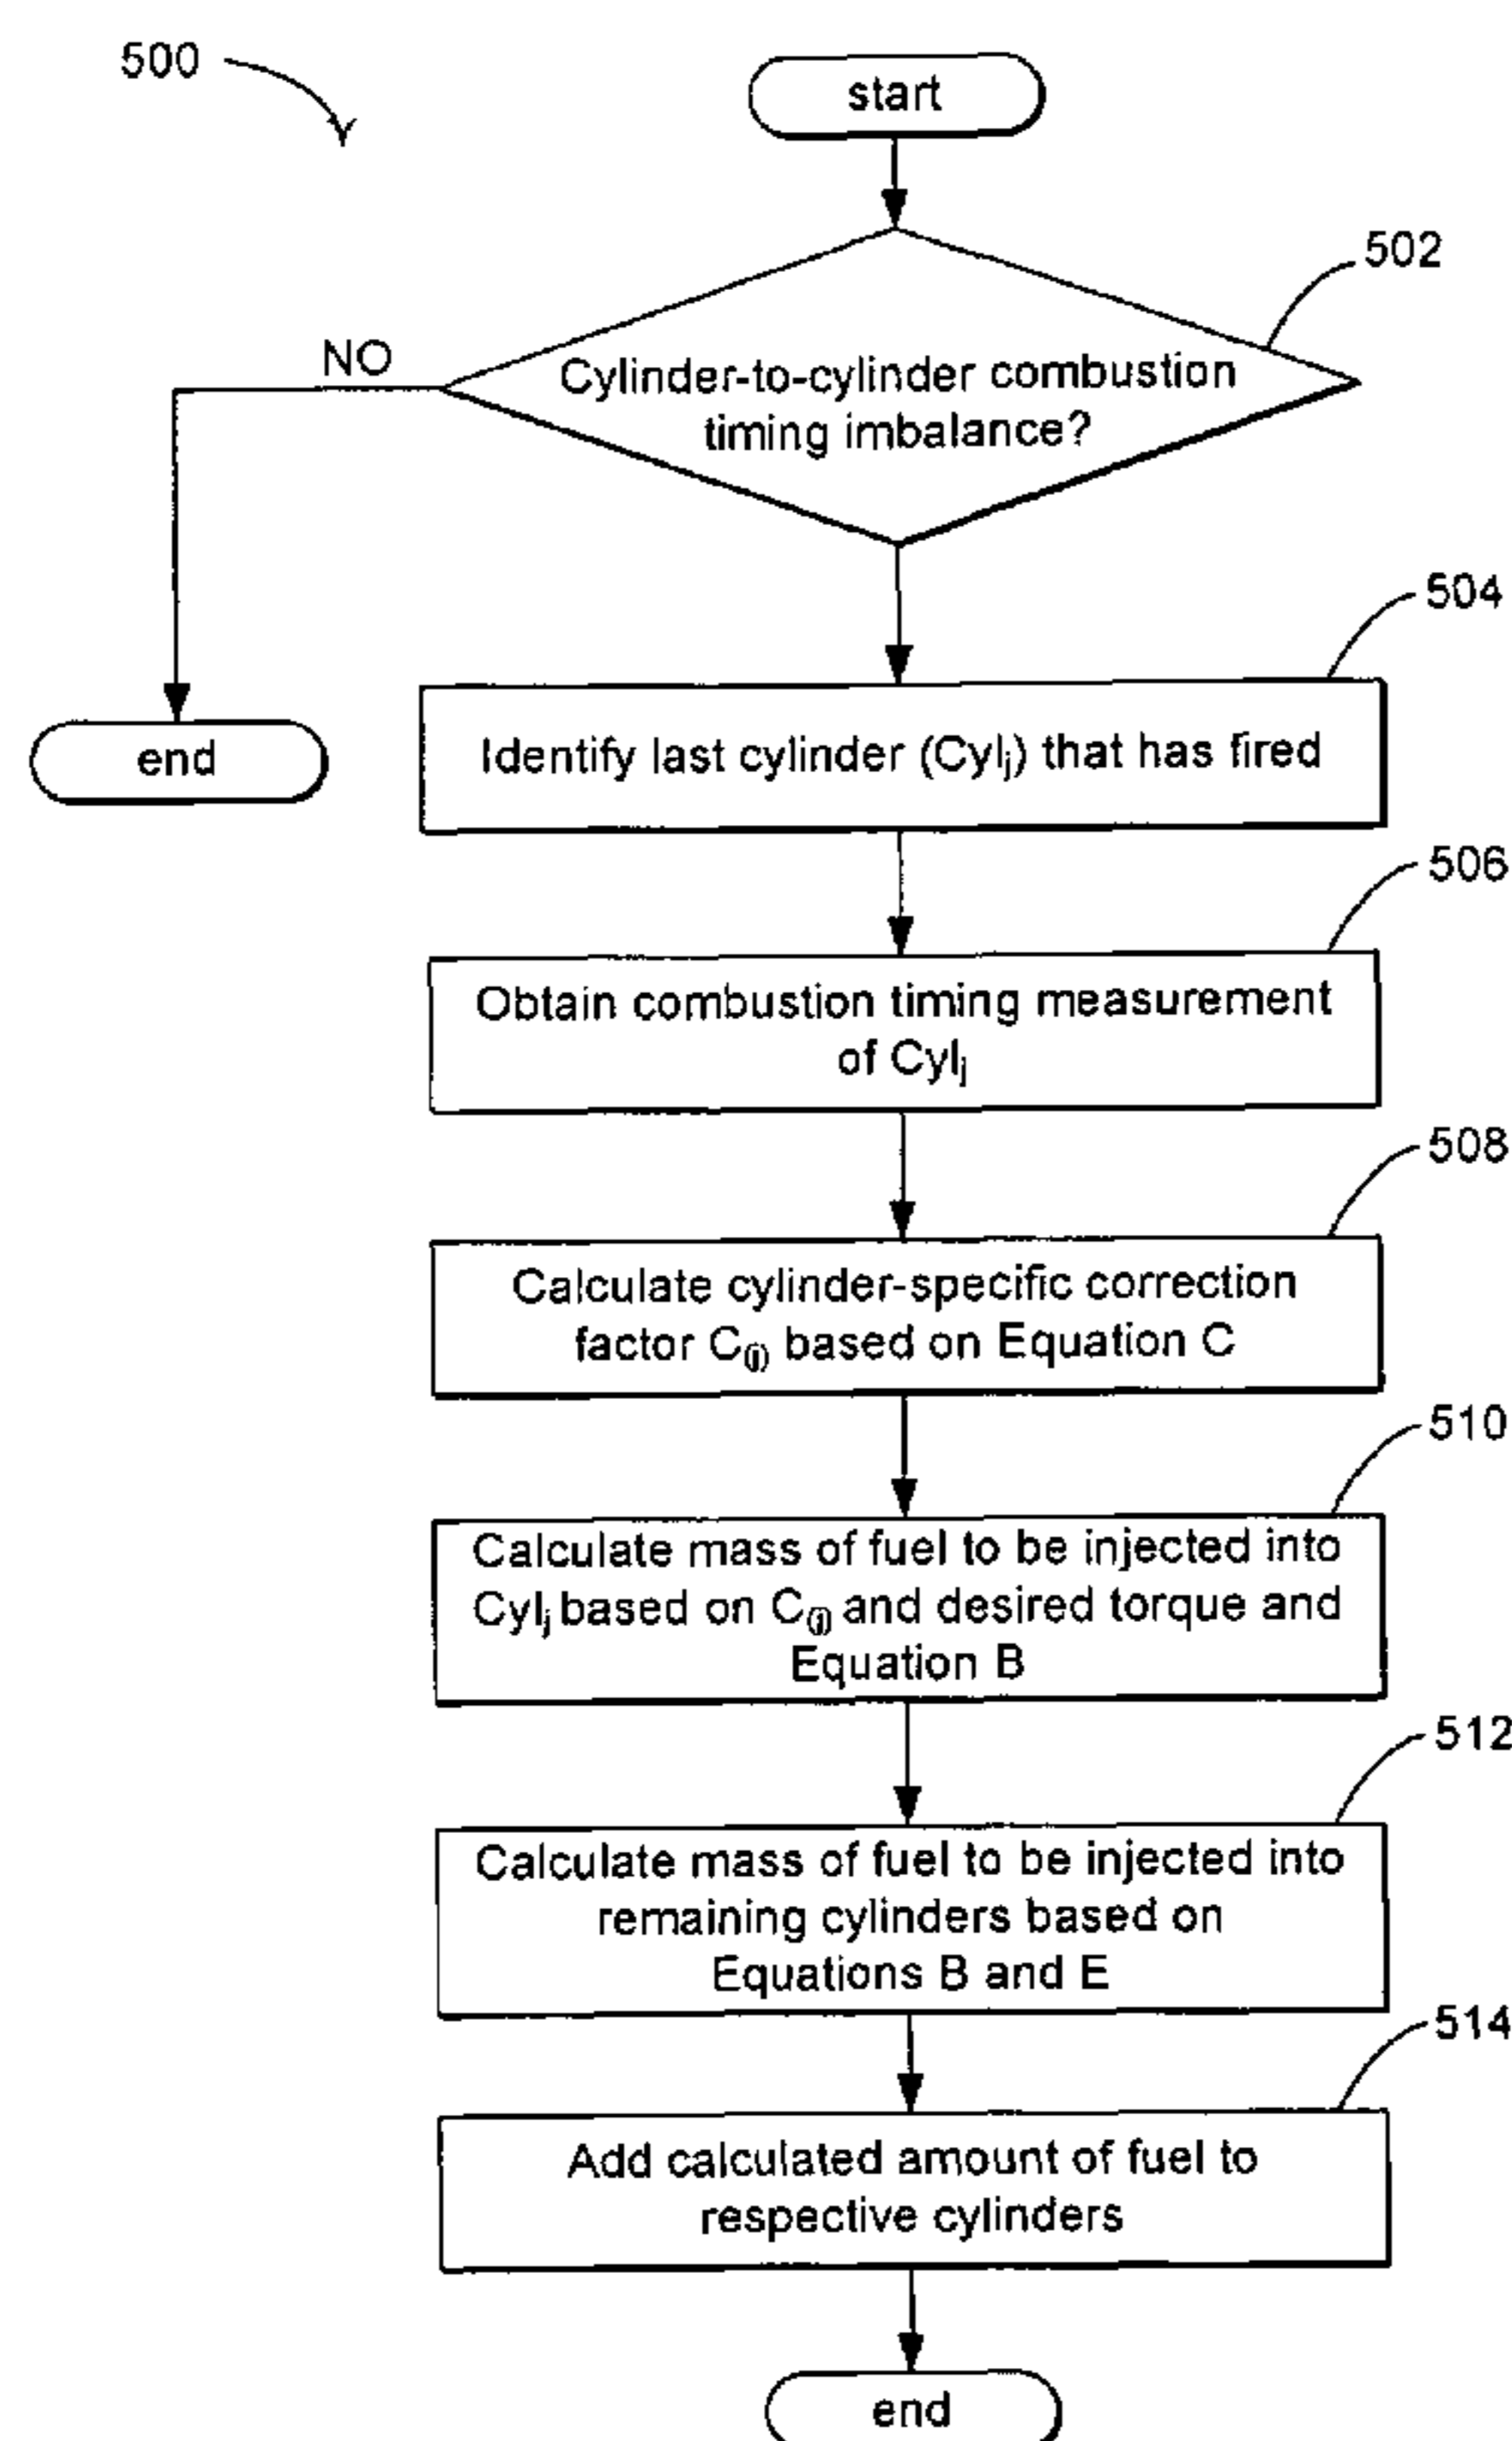 500
start
502
NO
Cylinder-to-cylinder combustion
timing imbalance?
504
Identify last cylinder (Cylj) that has fired
end
506
Obtain combustion timing measurement
of Cylj
508
Calculate cylinder-specific correction
factor C(j) based on Equation C
510
Calculate mass of fuel to be injected into
Cylj based on C(j) and desired torque and
Equation B
512
Calculate mass of fuel to be injected into
remaining cylinders based on
Equations B and E
514
Add calculated amount of fuel to
respective cylinders
end